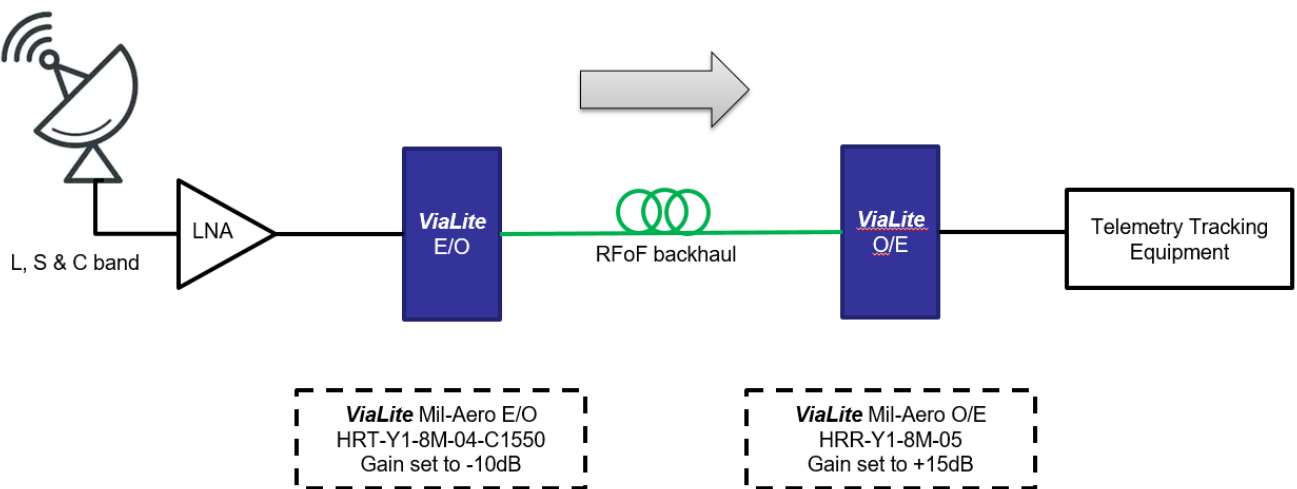 L, S & C band
LNA
ViaLite
E/O
RFoF backhaul
ViaLite
O/E
Telemetry Tracking
Equipment
ViaLite Mil-Aero E/O
HRT-Y1-8M-04-C1550
Gain set to -10dB
ViaLite Mil-Aero O/E
HRR-Y1-8M-05
Gain set to +15dB